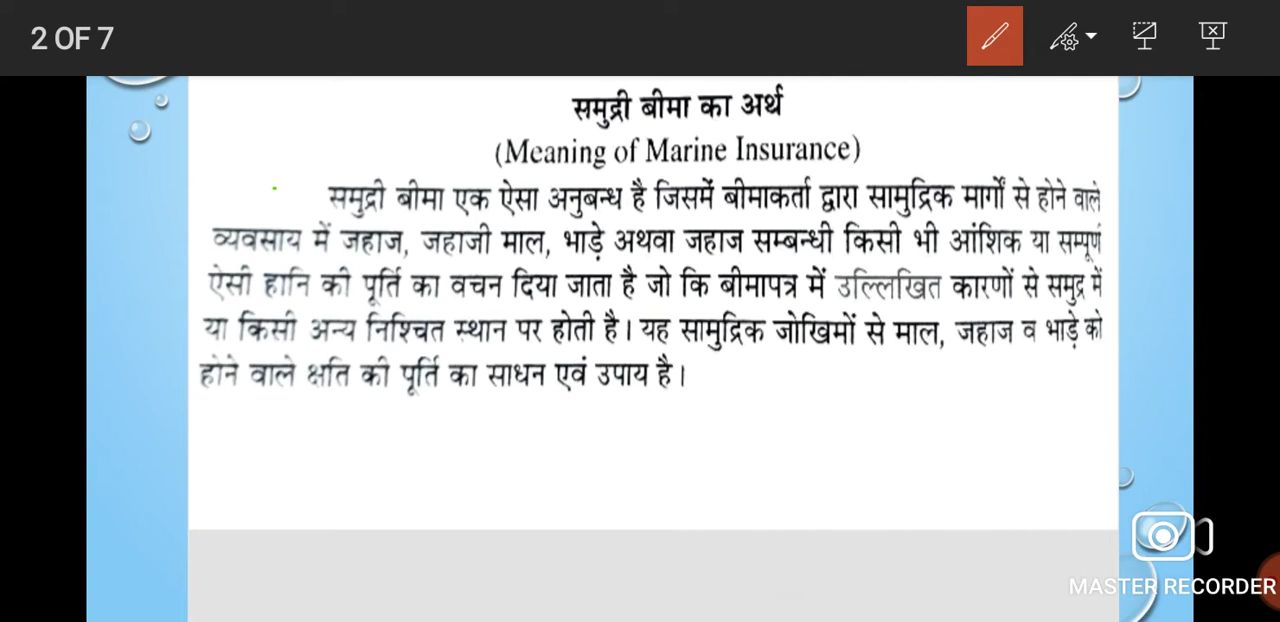 2 OF 7
समुद्री बीमा का अर्थ
(Meaning of Marine Insurance)
समुद्री बीमा एक ऐसा अनुबन्ध है जिसमें बीमाकर्ता द्वारा सामुद्रिक मार्गों से होने वाले
व्यवसाय में जहाज, जहाजी माल, भाड़े अथवा जहाज सम्बन्धी किसी भी आंशिक या सम्पूर्ण
ऐसी हानि की पूर्ति का वचन दिया जाता है जो कि बीमापत्र में उल्लिखित कारणों से समुद्र में
या किसी अन्य निश्चित स्थान पर होती है। यह सामुद्रिक जोखिमों से माल, जहाज व भाड़े को
होने वाले क्षति की पूर्ति का साधन एवं उपाय है।
MASTER RECORDER